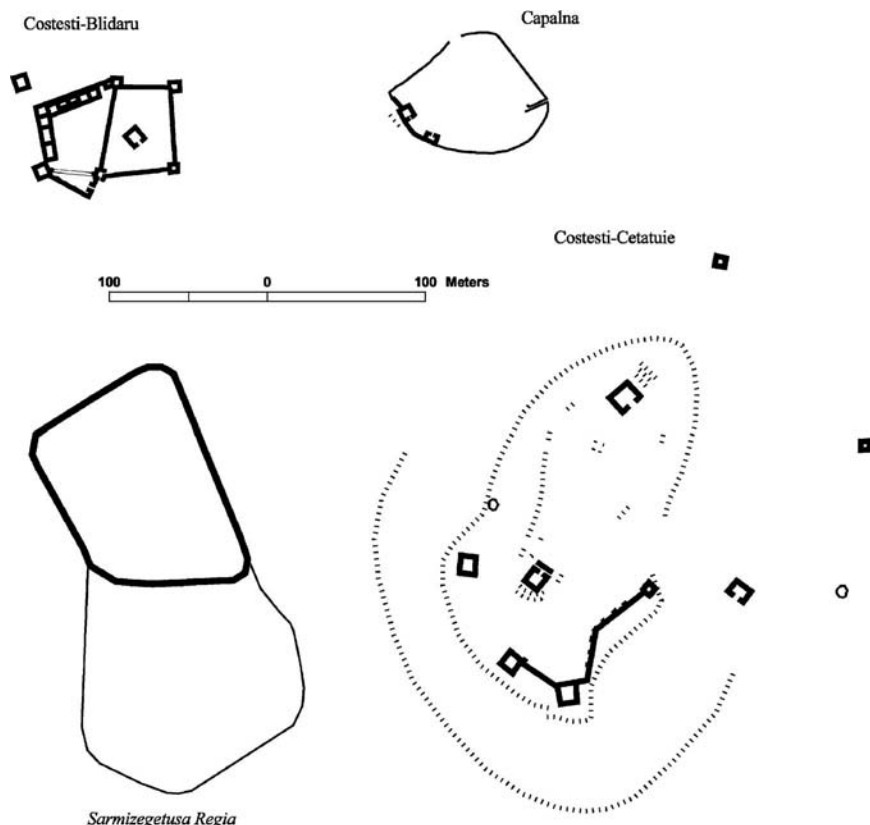 Costesti-Blidaru
Capalna
Costesti-Cetatuie
100 0 100 Meters
Sarmizegetusa Regia